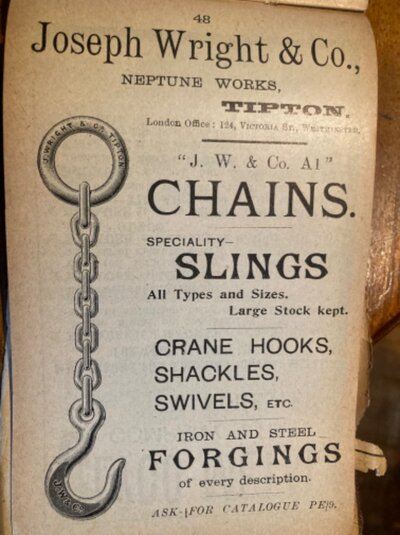 48
Joseph Wright & Co.,
NEPTUNE WORKS,
TIPTON.
London Office: 124, VICTORIA ST., WESTMINSTER.
"J. W. & Co. A1"
CHAINS.
SPECIALITY—
SLINGS
All Types and Sizes.
Large Stock kept.
CRANE HOOKS,
SHACKLES,
SWIVELS, ETC.
IRON AND STEEL
FORGINGS
of every description.
ASK FOR CATALOGUE PE/9.
J. WRIGHT & CO. TIPTON
J.W & Co